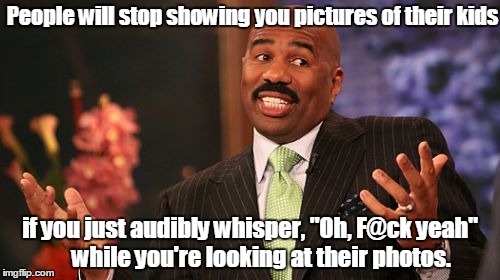 People will stop showing you pictures of their kids
if you just audibly whisper, "Oh, F@ck yeah"
while you're looking at their photos.
imgflip.com